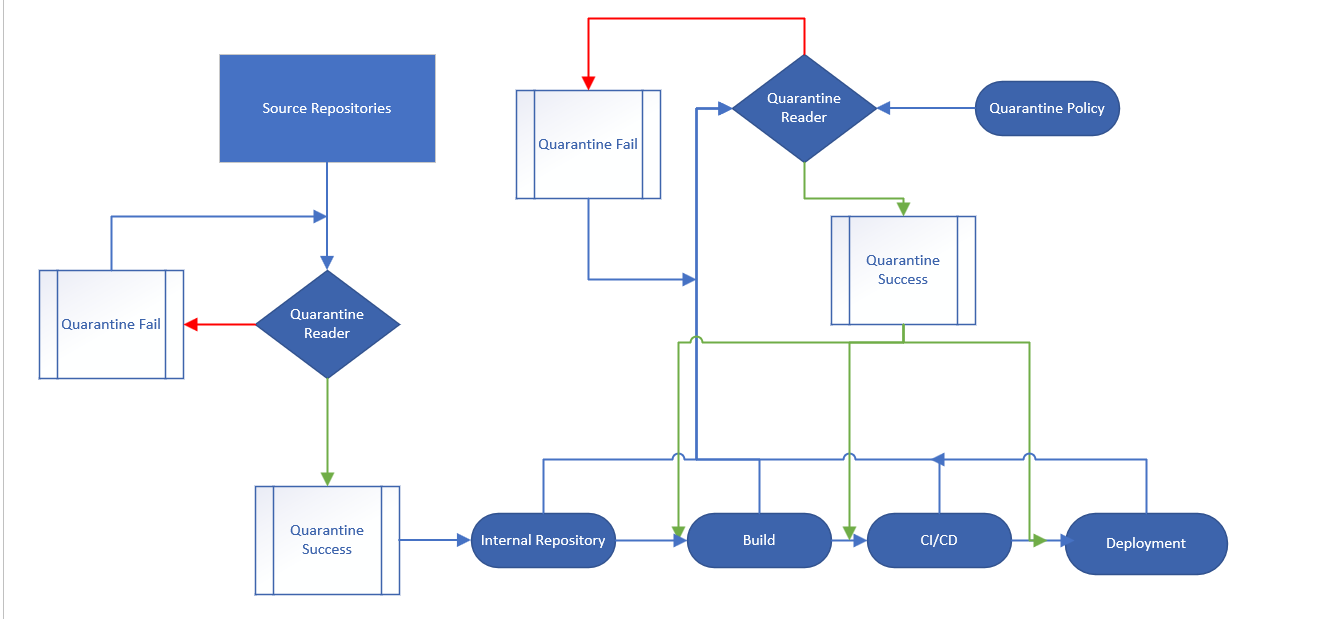 Source Repositories
Quarantine
Reader
Quarantine Policy
Quarantine Fail
Quarantine
Success
Quarantine Fail
Quarantine
Reader
Quarantine
Success
Internal Repository
Build
CI/CD
Deployment